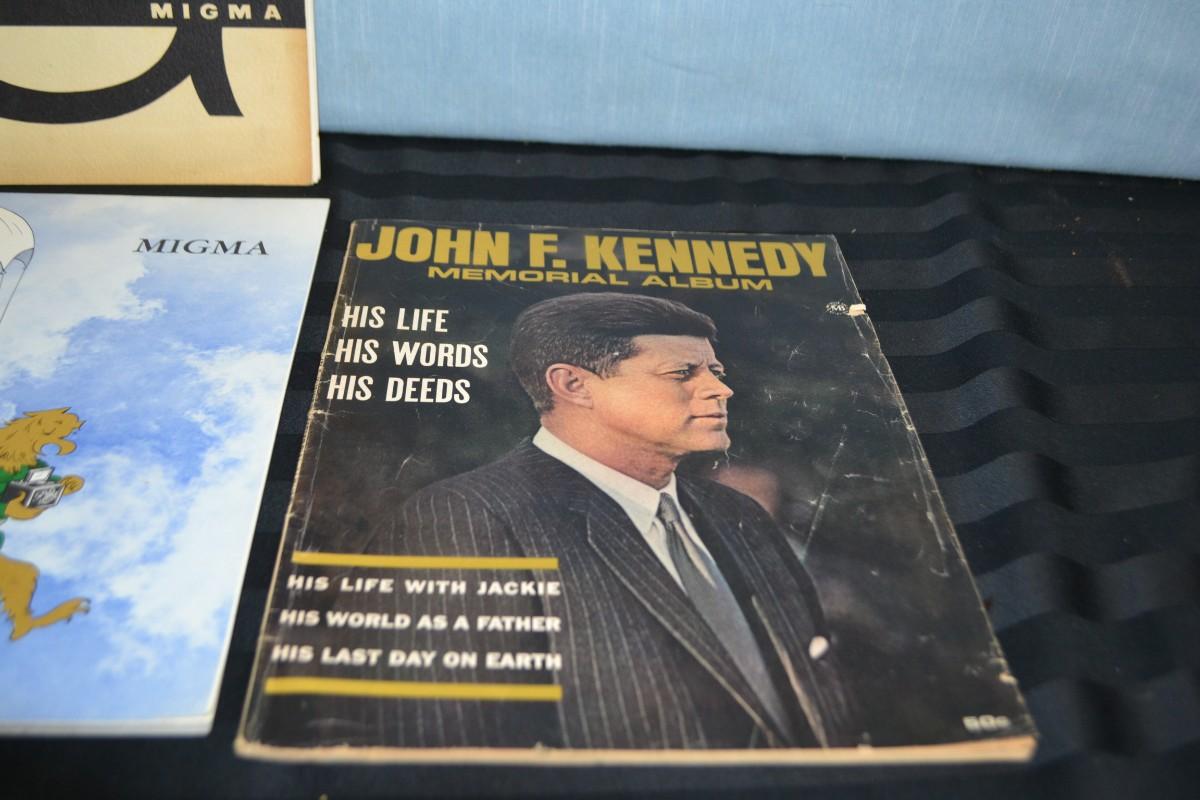 MIGMA
MIGMA
JOHN F. KENNEDY
MEMORIAL ALBUM
HIS LIFE
HIS WORDS
HIS DEEDS
HIS LIFE WITH JACKIE
HIS WORLD AS A FATHER
HIS LAST DAY ON EARTH
50¢